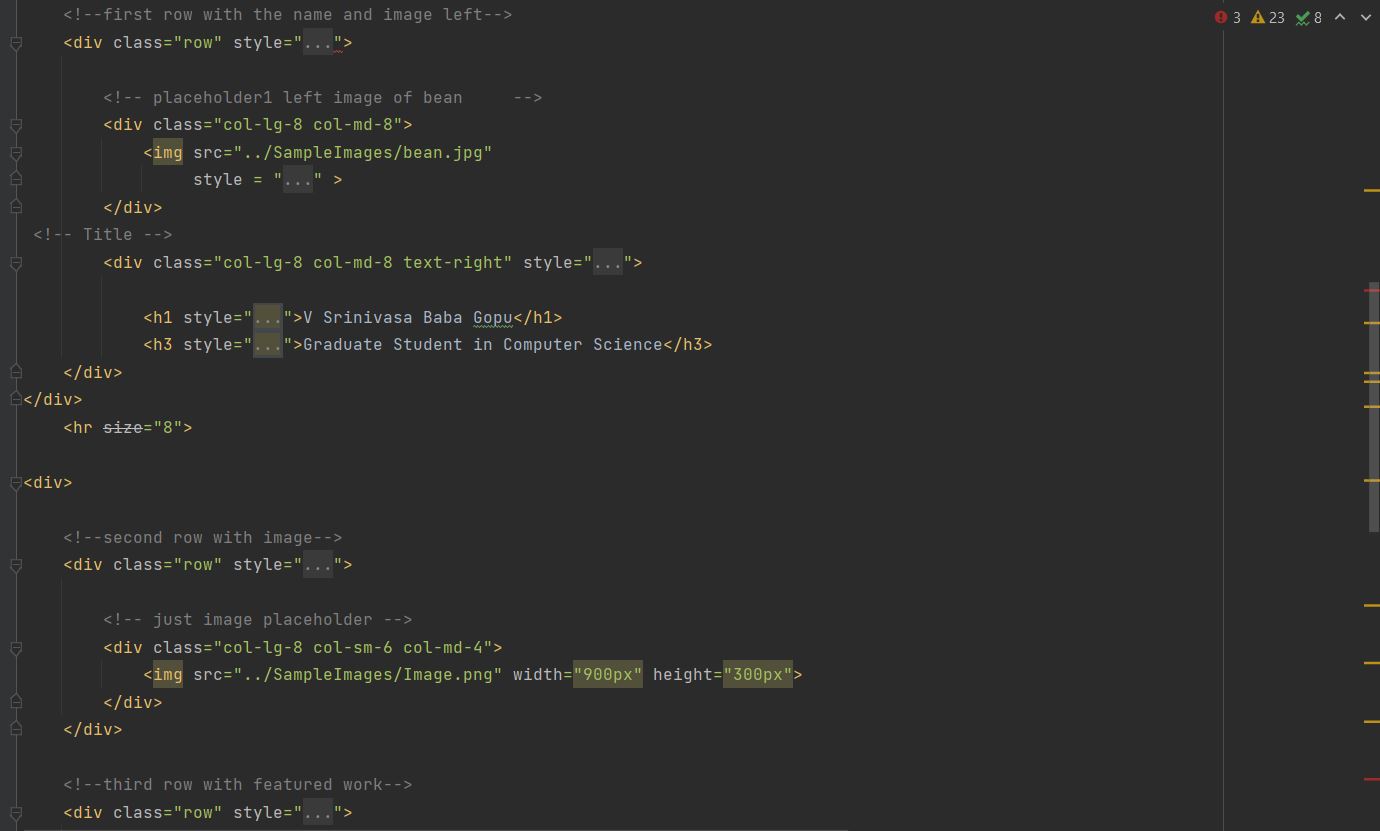 <!--first row with the name and image left-->
3 23 8
<div class="row" style="...">
<!-- placeholder1 left image of bean     -->
<div class="col-lg-8 col-md-8">
<img src="../SampleImages/bean.jpg"
style = "..." >
</div>
<!-- Title -->
<div class="col-lg-8 col-md-8 text-right" style="...">
<h1 style="...">V Srinivasa Baba Gopu</h1>
<h3 style="...">Graduate Student in Computer Science</h3>
</div>
</div>
<hr size="8">
<div>
<!--second row with image-->
<div class="row" style="...">
<!-- just image placeholder -->
<div class="col-lg-8 col-sm-6 col-md-4">
<img src="../SampleImages/Image.png" width="900px" height="300px">
</div>
</div>
<!--third row with featured work-->
<div class="row" style="...">